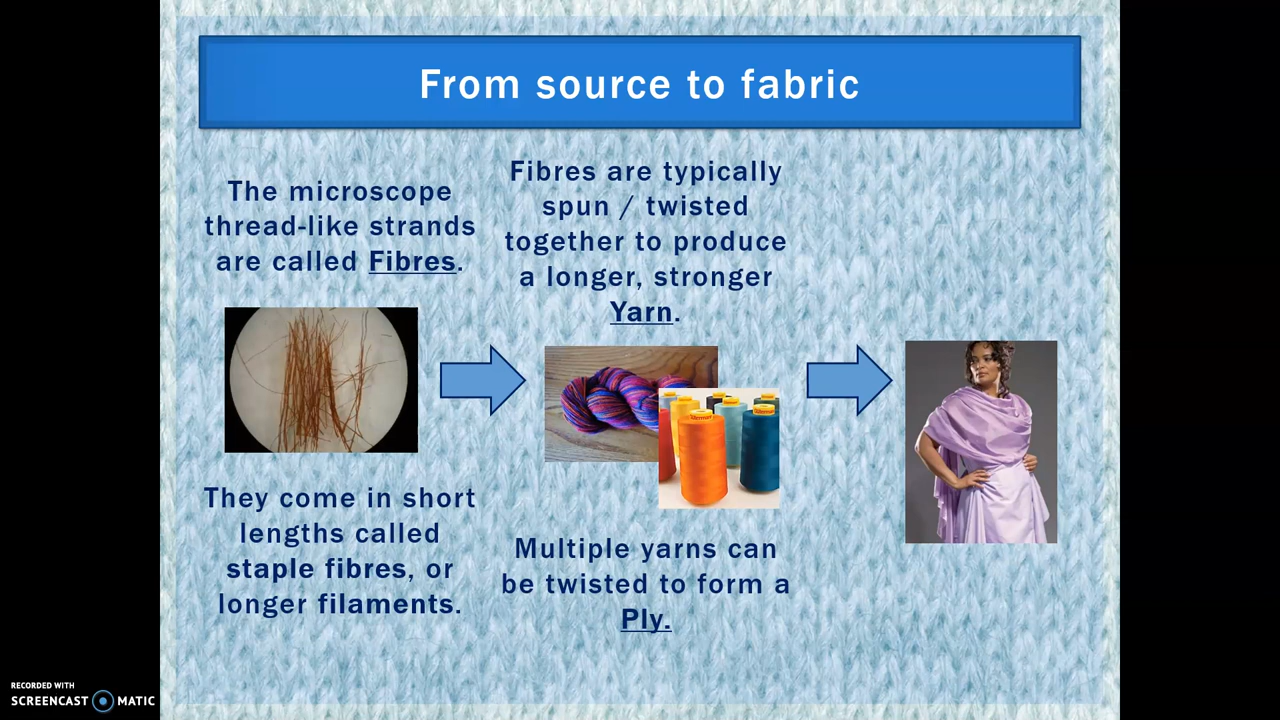 From source to fabric
The microscope
thread-like strands
are called Fibres.
They come in short
lengths called
staple fibres, or
longer filaments.
Fibres are typically
spun / twisted
together to produce
a longer, stronger
Yarn.
Multiple yarns can
be twisted to form a
Ply.
RECORDED WITH
SCREENCAST MATIC